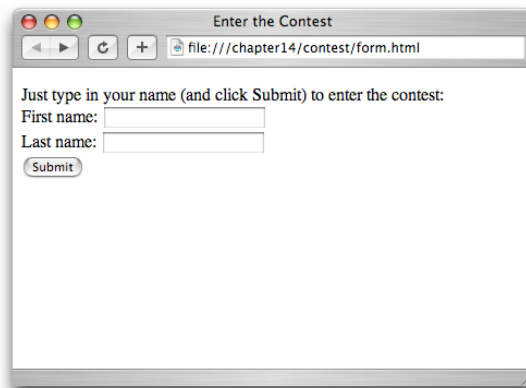 Enter the Contest
file:///chapter14/contest/form.html
Just type in your name (and click Submit) to enter the contest:
First name:
Last name:
Submit